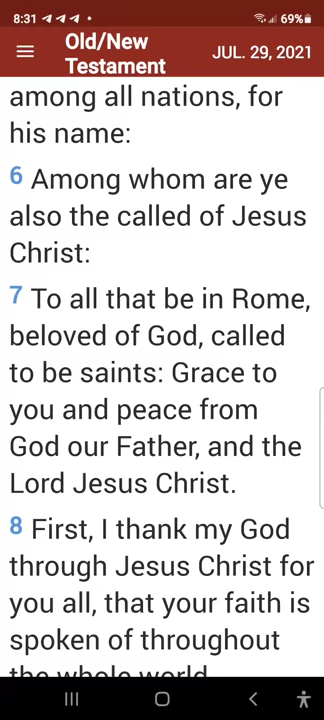 8:31
69%
Old/New
Testament
JUL. 29, 2021
among all nations, for
his name:
6 Among whom are ye
also the called of Jesus
Christ:
7 To all that be in Rome,
beloved of God, called
to be saints: Grace to
you and peace from
God our Father, and the
Lord Jesus Christ.
8 First, I thank my God
through Jesus Christ for
you all, that your faith is
spoken of throughout
the whole world